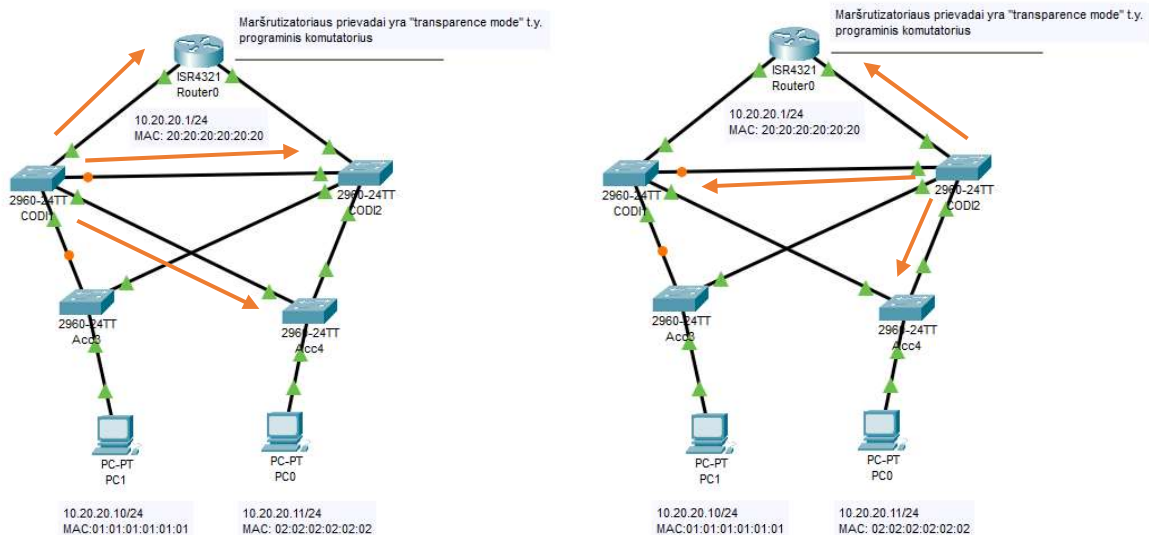 Maršrutizatoriaus prievadai yra "transparence mode" t.y.
programinis komutatorius
ISR4321
Router0
10.20.20.1/24
MAC: 20:20:20:20:20:20
2960-24TT
CODI1
2960-24TT
CODI2
2960-24TT
Acc3
2960-24TT
Acc4
PC-PT
PC1
PC-PT
PC0
10.20.20.10/24
MAC:01:01:01:01:01:01
10.20.20.11/24
MAC: 02:02:02:02:02:02
Maršrutizatoriaus prievadai yra "transparence mode" t.y.
programinis komutatorius
ISR4321
Router0
10.20.20.1/24
MAC: 20:20:20:20:20:20
2960-24TT
CODI1
2960-24TT
CODI2
2960-24TT
Acc3
2960-24TT
Acc4
PC-PT
PC1
PC-PT
PC0
10.20.20.10/24
MAC:01:01:01:01:01:01
10.20.20.11/24
MAC: 02:02:02:02:02:02